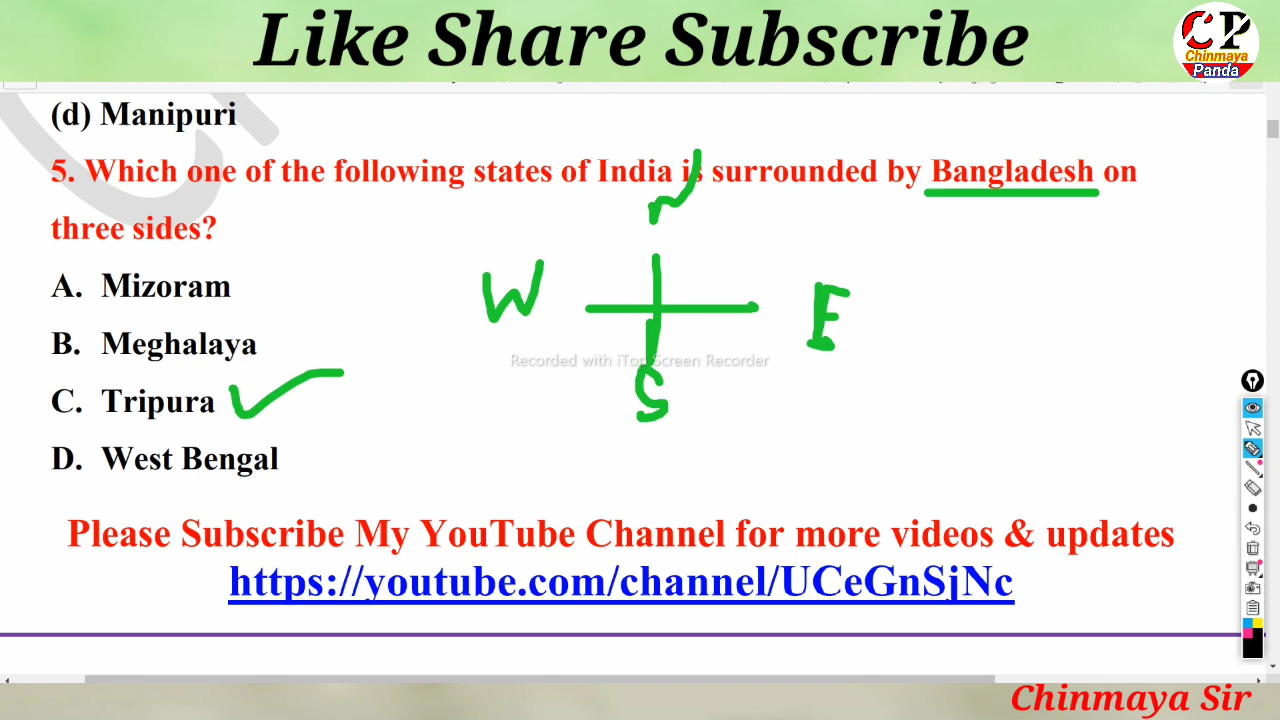 Like Share Subscribe
CP
Chinmaya
Panda
(d) Manipuri
5. Which one of the following states of India is surrounded by Bangladesh on
three sides?
N
A. Mizoram
W
E
B. Meghalaya
Recorded with iTop Screen Recorder
S
C. Tripura
D. West Bengal
Please Subscribe My YouTube Channel for more videos & updates
https://youtube.com/channel/UCeGnSjNc
Chinmaya Sir